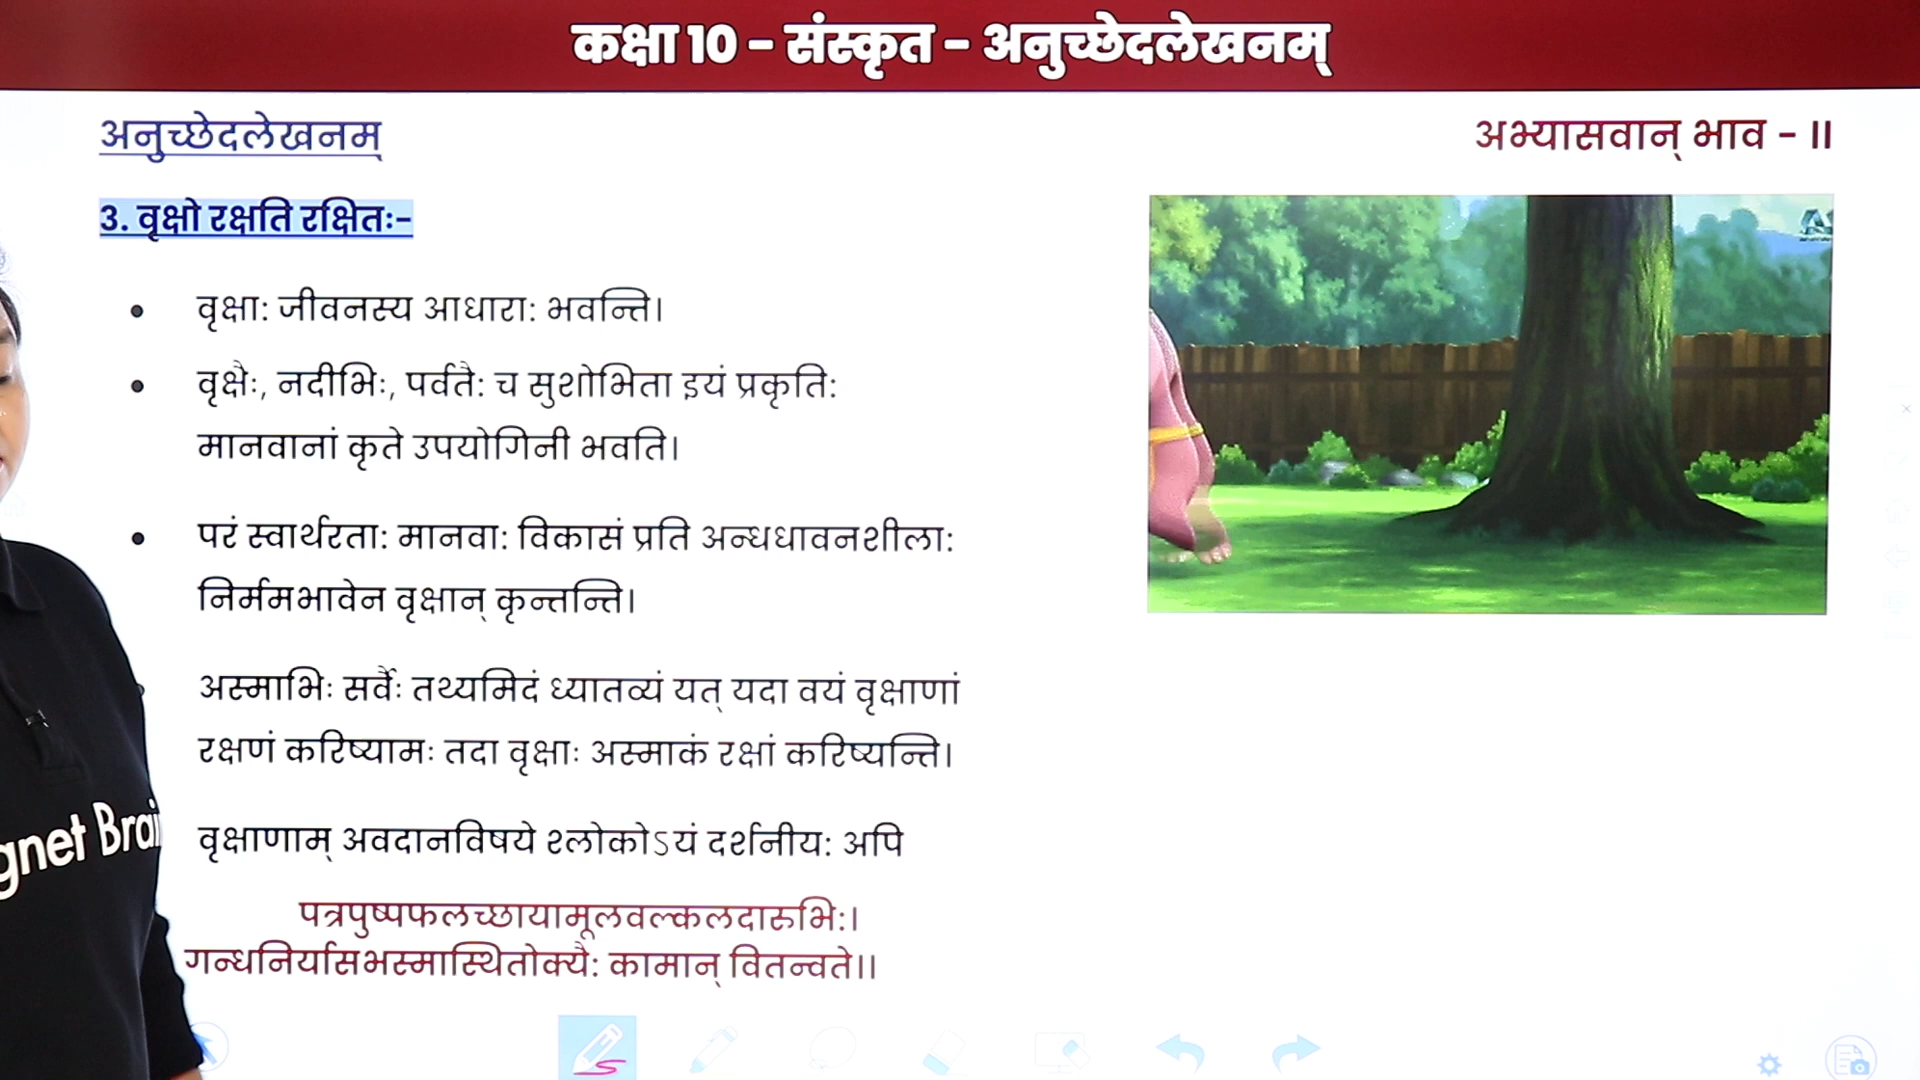 कक्षा 10 – संस्कृत – अनुच्छेदलेखनम्
अनुच्छेदलेखनम्
अभ्यासवान् भाव - II
3. वृक्षो रक्षति रक्षितः-
• वृक्षाः जीवनस्य आधाराः भवन्ति।
• वृक्षैः, नदीभिः, पर्वतैः च सुशोभिता इयं प्रकृतिः
मानवानां कृते उपयोगिनी भवति।
• परं स्वार्थरताः मानवाः विकासं प्रति अन्धधावनशीलाः
निर्ममभावेन वृक्षान् कृन्तन्ति।
अस्माभिः सर्वैः तथ्यमिदं ध्यातव्यं यत् यदा वयं वृक्षाणां
रक्षणं करिष्यामः तदा वृक्षाः अस्माकं रक्षां करिष्यन्ति।
वृक्षाणाम् अवदानविषये श्लोकोऽयं दर्शनीयः अपि
पत्रपुष्पफलच्छायामूलवल्कलदारुभिः।
गन्धनिर्यासभस्मास्थितोक्यैः कामान् वितन्वते।।
gnet Brai